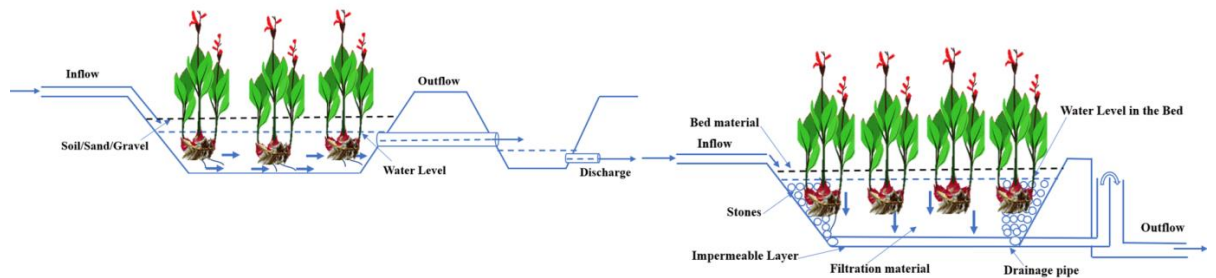 Inflow
Outflow
Soil/Sand/Gravel
Water Level
Discharge
Water Level in the Bed
Bed material
Inflow
Stones
Outflow
Impermeable Layer
Filtration material
Drainage pipe